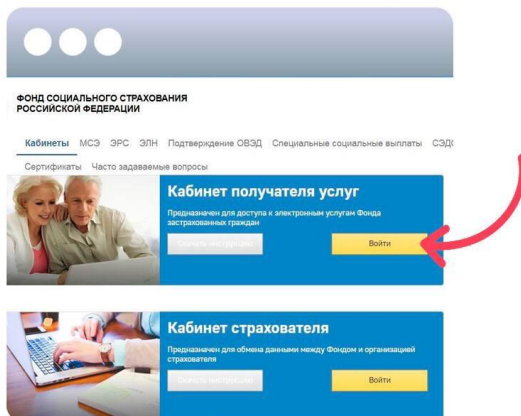 ФОНД СОЦИАЛЬНОГО СТРАХОВАНИЯ
РОССИЙСКОЙ ФЕДЕРАЦИИ
Кабинеты МСЭ ЭРС ЭЛН Подтверждение ОВЭД Специальные социальные выплаты СЭДО
Сертификаты Часто задаваемые вопросы
Кабинет получателя услуг
Предназначен для доступа к электронным услугам Фонда
застрахованных граждан
Скачать инструкцию Войти
Кабинет страхователя
Предназначен для обмена данными между Фондом и организацией
страхователя
Скачать инструкцию Войти